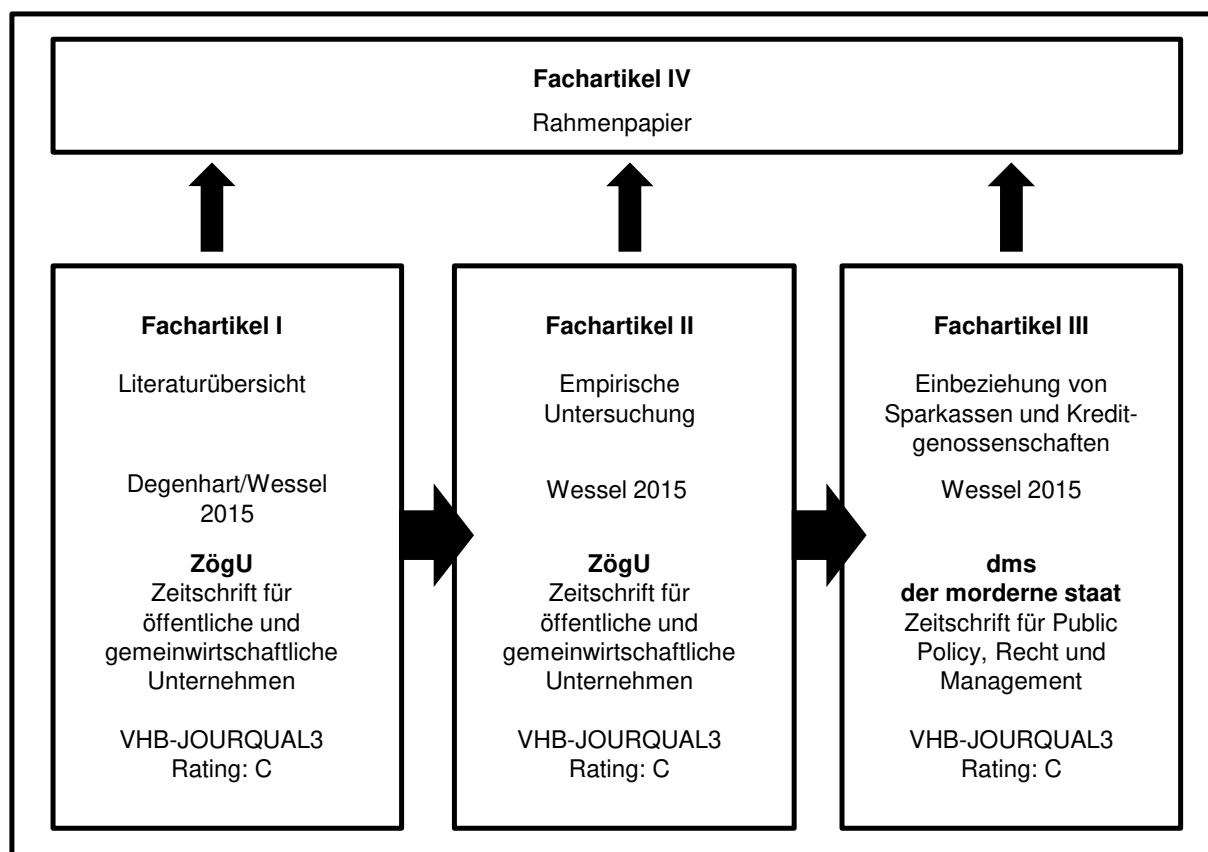 Fachartikel IV
Rahmenpapier
Fachartikel I
Literaturübersicht
Degenhart/Wessel
2015
ZögU
Zeitschrift für
öffentliche und
gemeinwirtschaftliche
Unternehmen
VHB-JOURQUAL3
Rating: C
Fachartikel II
Empirische
Untersuchung
Wessel 2015
ZögU
Zeitschrift für
öffentliche und
gemeinwirtschaftliche
Unternehmen
VHB-JOURQUAL3
Rating: C
Fachartikel III
Einbeziehung von
Sparkassen und Kredit-
genossenschaften
Wessel 2015
dms
der morderne staat
Zeitschrift für Public
Policy, Recht und
Management
VHB-JOURQUAL3
Rating: C